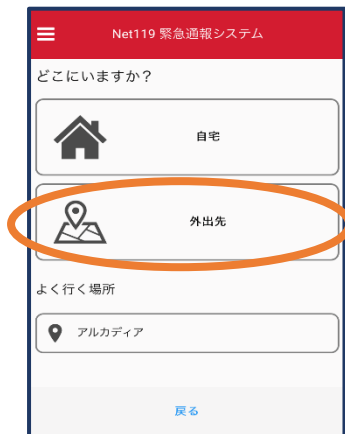 Net119 緊急通報システム
どこにいますか？
自宅
外出先
よく行く場所
アルカディア
戻る